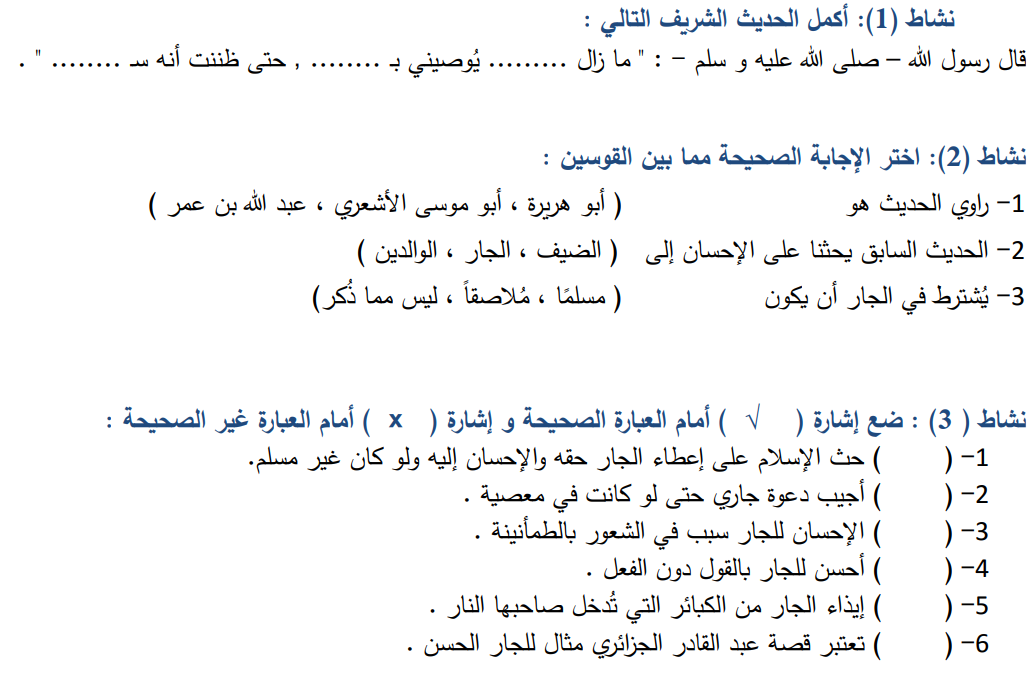 نشاط (1): أكمل الحديث الشريف التالي :
قال رسول الله – صلى الله عليه و سلم – : " ما زال ......... يُوصيني بـ ........ , حتى ظننت أنه سـ ........ " .
نشاط (2): اختر الإجابة الصحيحة مما بين القوسين :
1- راوي الحديث هو ( أبو هريرة ، أبو موسى الأشعري ، عبد الله بن عمر )
2- الحديث السابق يحثنا على الإحسان إلى ( الضيف ، الجار ، الوالدين )
3- يُشترط في الجار أن يكون ( مسلمًا ، مُلاصقاً ، ليس مما ذُكر)
نشاط ( 3) : ضع إشارة ( √ ) أمام العبارة الصحيحة و إشارة ( x ) أمام العبارة غير الصحيحة :
1- ( ) حث الإسلام على إعطاء الجار حقه والإحسان إليه ولو كان غير مسلم.
2- ( ) أجيب دعوة جاري حتى لو كانت في معصية .
3- ( ) الإحسان للجار سبب في الشعور بالطمأنينة .
4- ( ) أحسن للجار بالقول دون الفعل .
5- ( ) إيذاء الجار من الكبائر التي تُدخل صاحبها النار .
6- ( ) تعتبر قصة عبد القادر الجزائري مثال للجار الحسن .